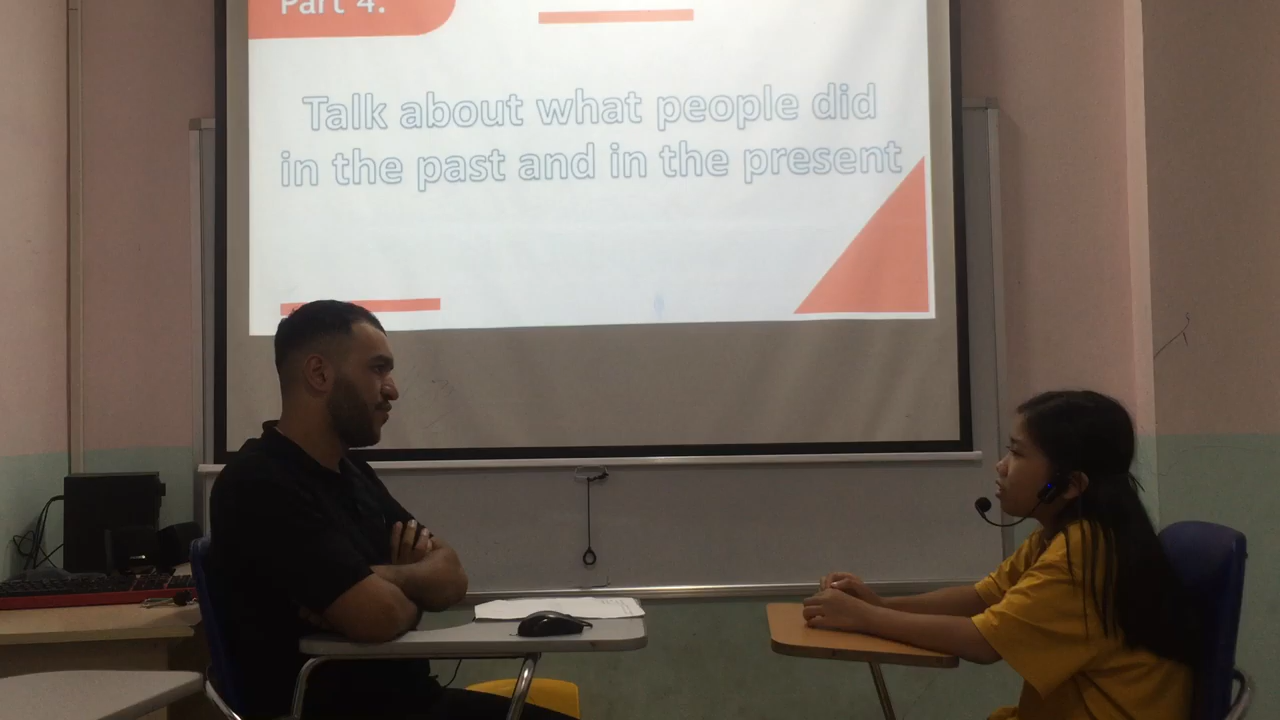 Part 4.
Talk about what people did
in the past and in the present